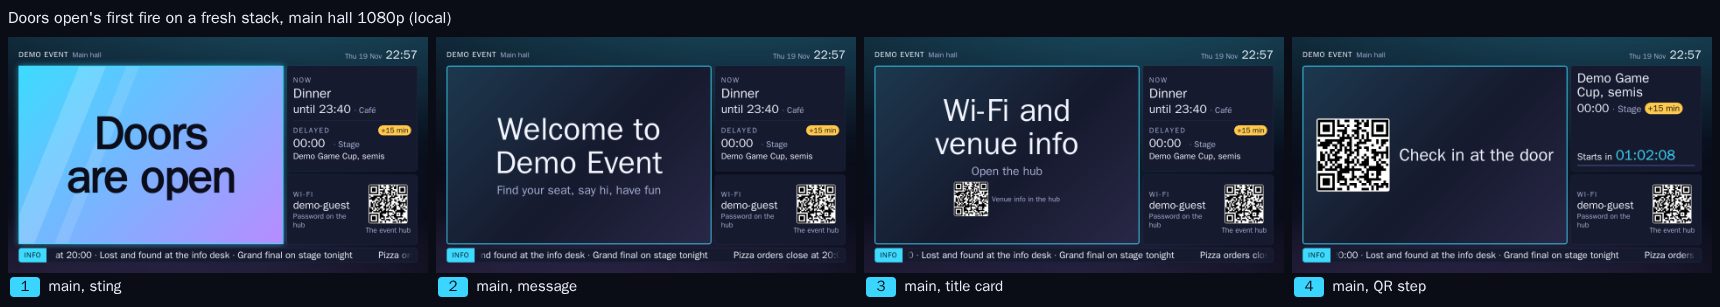 Doors open's first fire on a fresh stack, main hall 1080p (local)
DEMO EVENT Main hall
Thu 19 Nov 22:57
Doors
are open
NOW
Dinner
until 23:40 · Café
DELAYED +15 min
00:00 · Stage
Demo Game Cup, semis
WI-FI
demo-guest
Password on the
hub
The event hub
INFO at 20:00 · Lost and found at the info desk · Grand final on stage tonight Pizza or
1 main, sting
DEMO EVENT Main hall
Thu 19 Nov 22:57
Welcome to
Demo Event
Find your seat, say hi, have fun
NOW
Dinner
until 23:40 · Café
DELAYED +15 min
00:00 · Stage
Demo Game Cup, semis
WI-FI
demo-guest
Password on the
hub
The event hub
INFO nd found at the info desk · Grand final on stage tonight Pizza orders close at 20:
2 main, message
DEMO EVENT Main hall
Thu 19 Nov 22:57
Wi-Fi and
venue info
Open the hub
Venue info in the hub
NOW
Dinner
until 23:40 · Café
DELAYED +15 min
00:00 · Stage
Demo Game Cup, semis
WI-FI
demo-guest
Password on the
hub
The event hub
INFO 0 · Lost and found at the info desk · Grand final on stage tonight Pizza clo
3 main, title card
DEMO EVENT Main hall
Thu 19 Nov 22:57
Check in at the door
Demo Game
Cup, semis
00:00 · Stage +15 min
Starts in 01:02:08
WI-FI
demo-guest
Password on the
hub
The event hub
INFO 0:00 · Lost and found at the info desk · Grand final on stage tonight Pizza orders
4 main, QR step